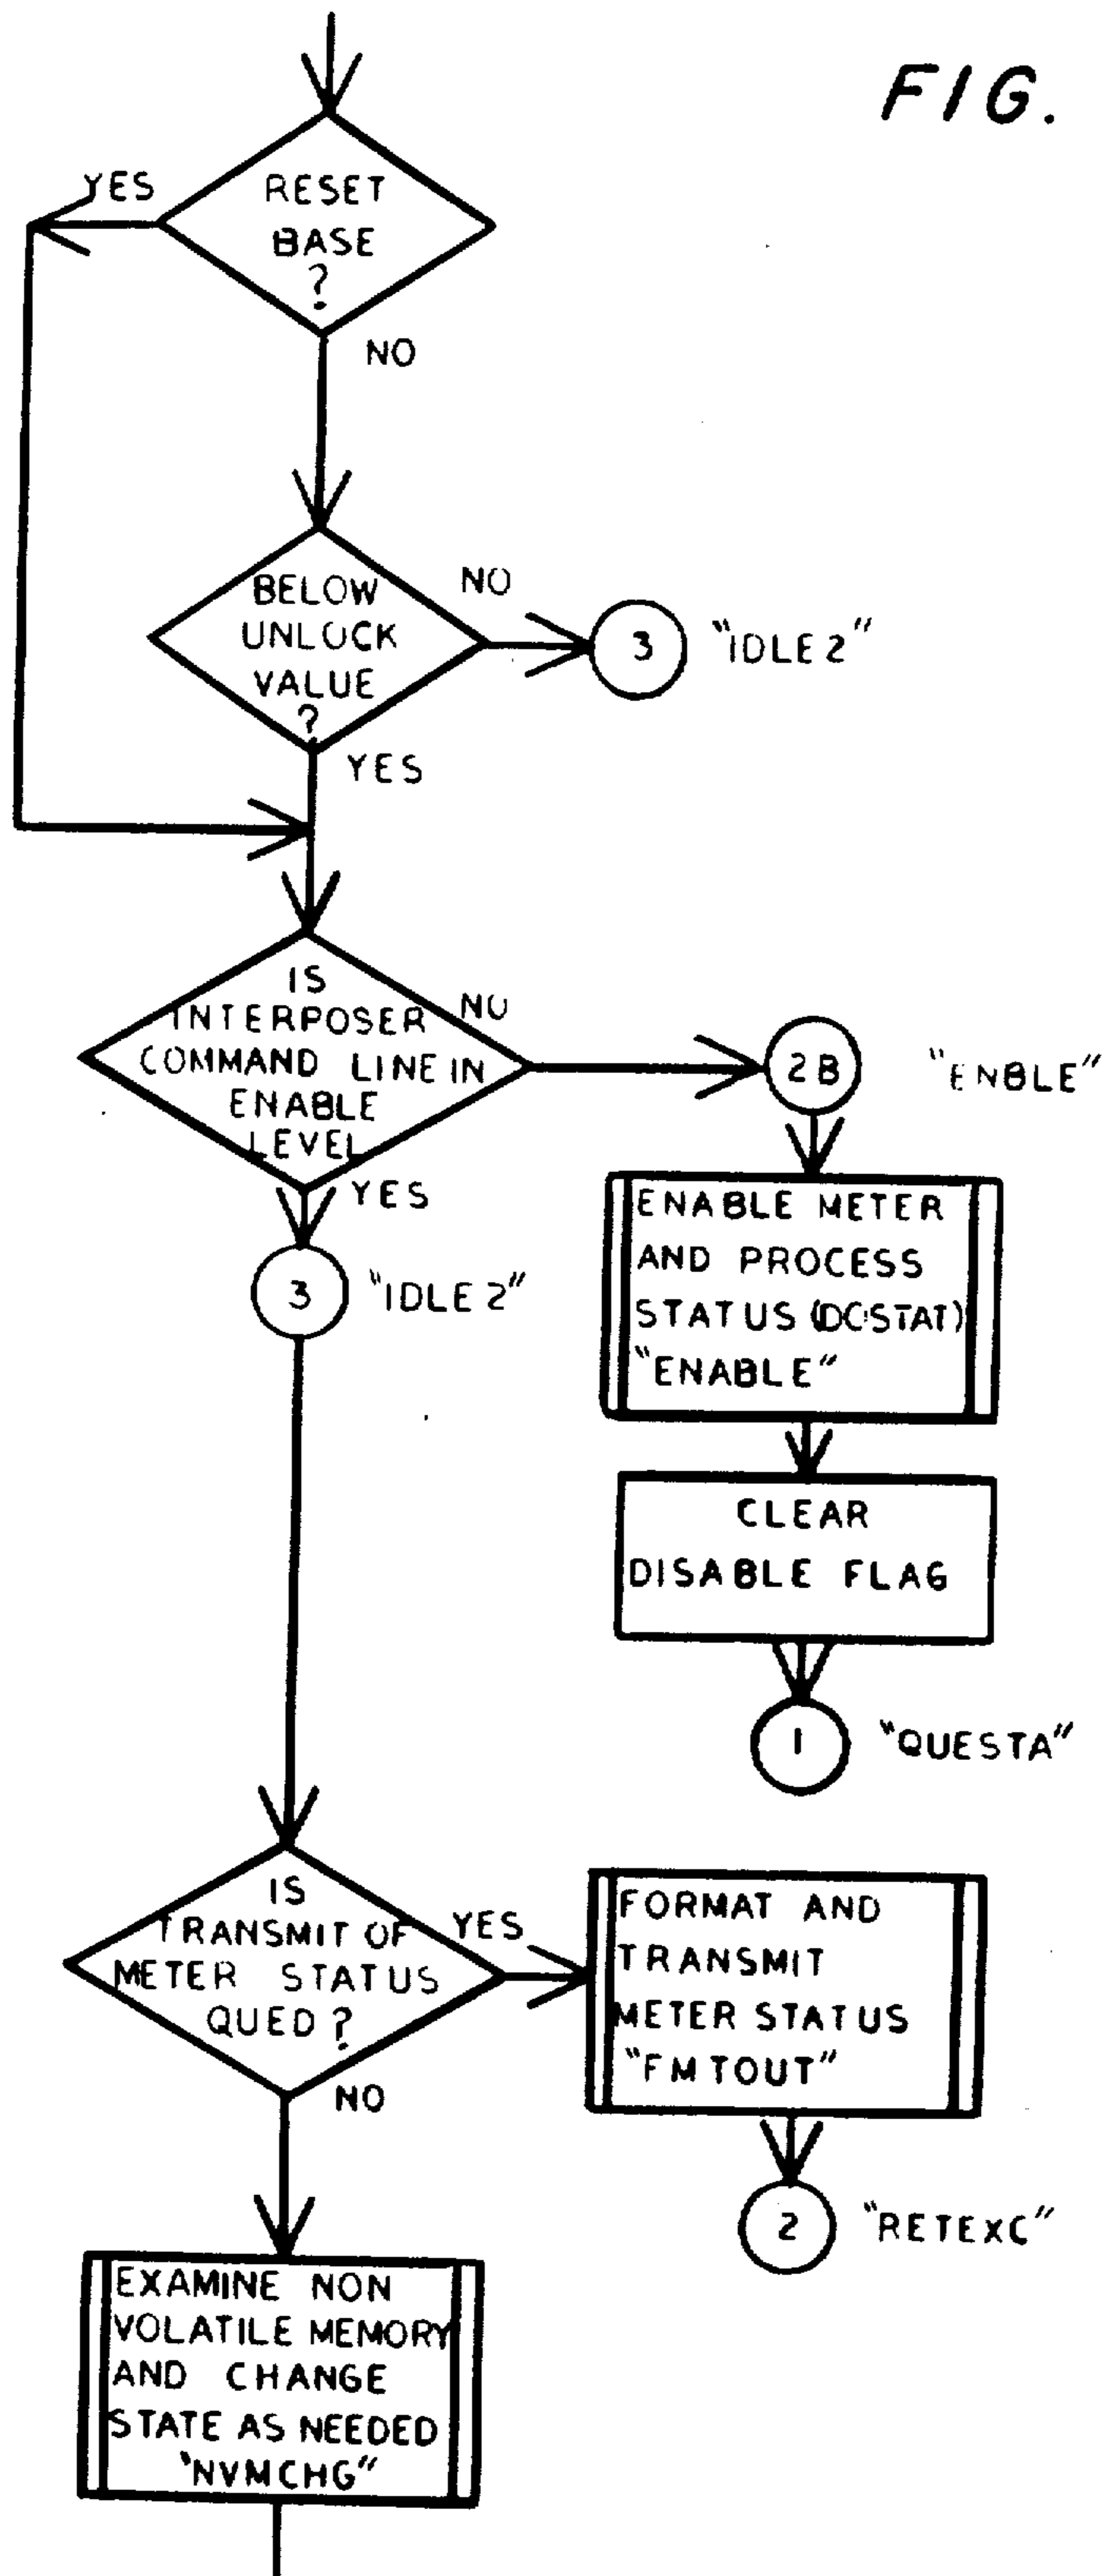 FIG.
YES
RESET
BASE
?
NO
BELOW
UNLOCK
VALUE
?
NO
3
"IDLE 2"
YES
IS
INTERPOSER
COMMAND LINE IN
ENABLE
LEVEL
NO
2B
"ENBLE"
YES
3
"IDLE 2"
ENABLE METER
AND PROCESS
STATUS (DCSTAT)
"ENABLE"
CLEAR
DISABLE FLAG
1
"QUESTA"
IS
TRANSMIT OF
METER STATUS
QUED ?
YES
FORMAT AND
TRANSMIT
METER STATUS
"FMTOUT"
NO
2
"RETEXC"
EXAMINE NON
VOLATILE MEMORY
AND CHANGE
STATE AS NEEDED
"NVMCHG"